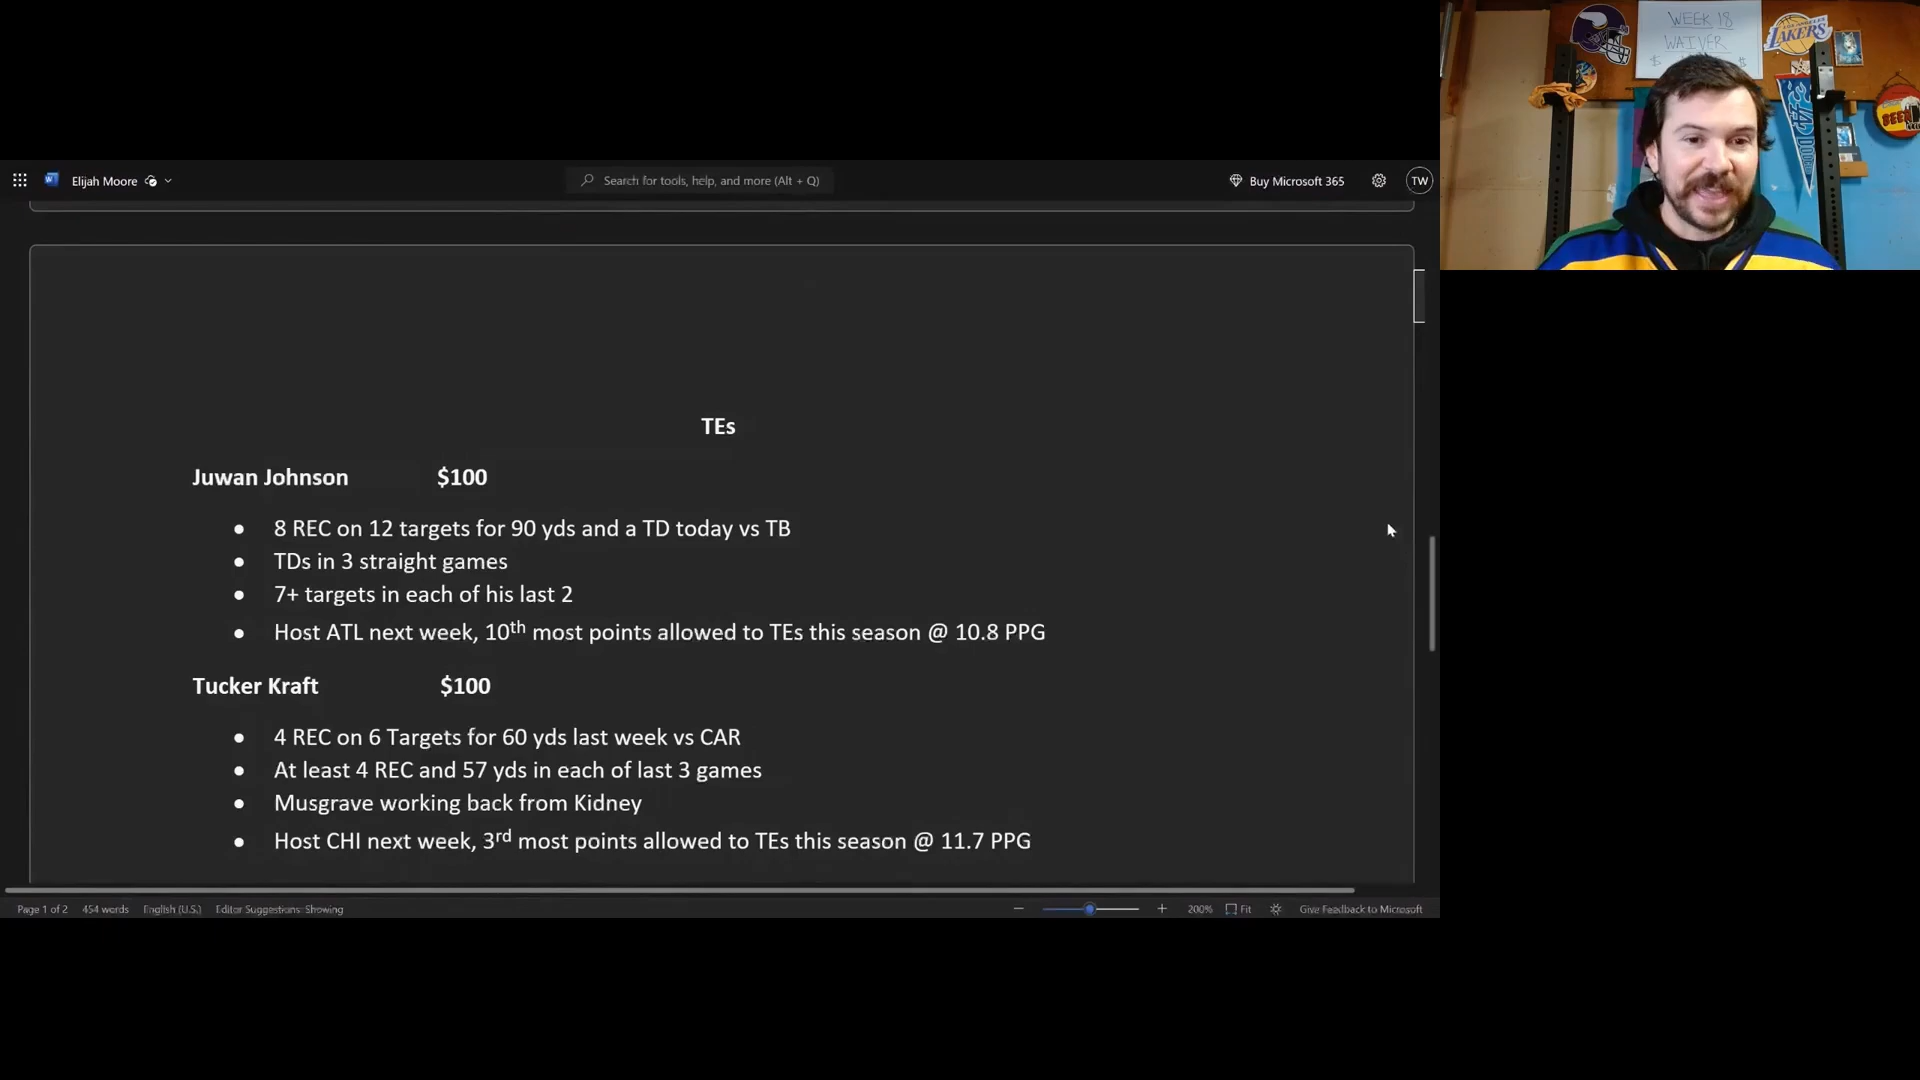 WEEK 18
WAIVER
$ $
LAKERS
BEER
Elijah Moore
Search for tools, help, and more (Alt + Q)
Buy Microsoft 365
TW
TEs
Juwan Johnson $100
• 8 REC on 12 targets for 90 yds and a TD today vs TB
• TDs in 3 straight games
• 7+ targets in each of his last 2
• Host ATL next week, 10th most points allowed to TEs this season @ 10.8 PPG
Tucker Kraft $100
• 4 REC on 6 Targets for 60 yds last week vs CAR
• At least 4 REC and 57 yds in each of last 3 games
• Musgrave working back from Kidney
• Host CHI next week, 3rd most points allowed to TEs this season @ 11.7 PPG
Page 1 of 2 454 words English (U.S.) Editor Suggestions: Showing
200% Fit Give Feedback to Microsoft